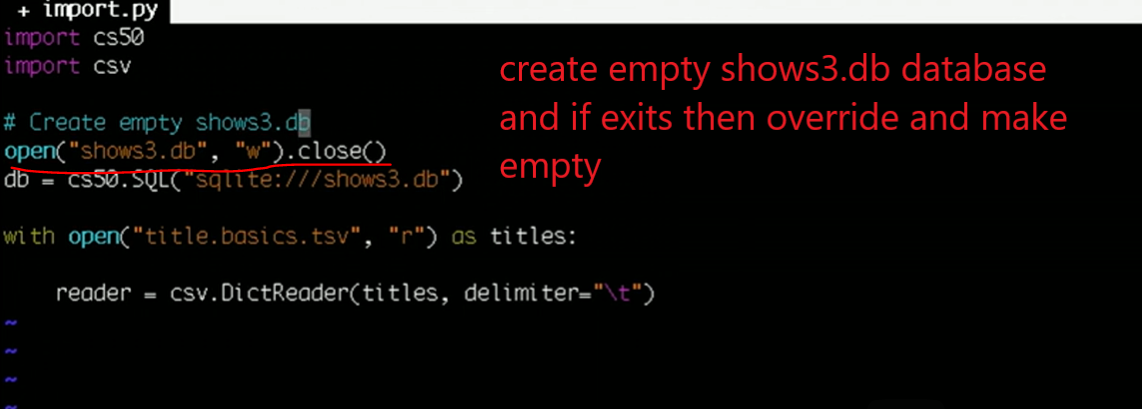 + import.py
import cs50
import csv
# Create empty shows3.db
open("shows3.db", "w").close()
db = cs50.SQL("sqlite:///shows3.db")
with open("title.basics.tsv", "r") as titles:
reader = csv.DictReader(titles, delimiter="\t")
~
~
~
~
create empty shows3.db database
and if exits then override and make
empty